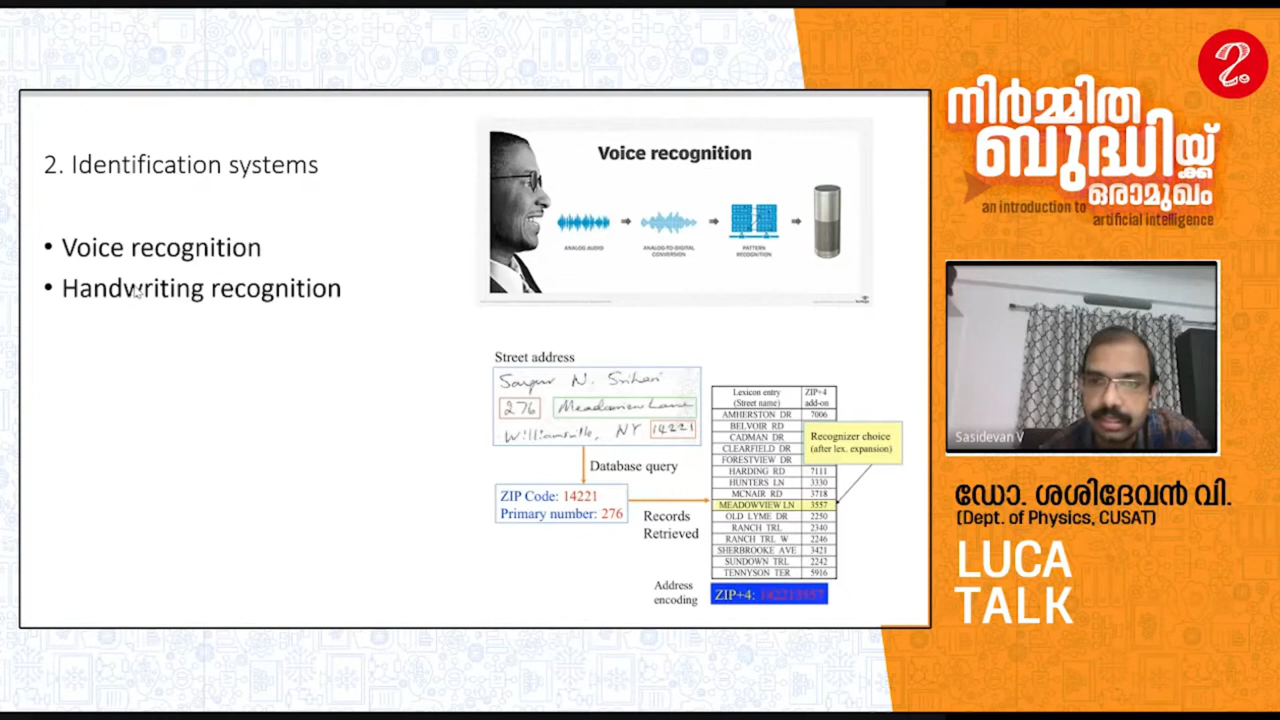 2. Identification systems
• Voice recognition
• Handwriting recognition
Voice recognition
ANALOG AUDIO
ANALOG-TO-DIGITAL
CONVERSION
PATTERN
RECOGNITION
Street address
N. Srihari
276 Meadowview Lane
Williamsville, NY 14221
Database query
ZIP Code: 14221
Primary number: 276
Records
Retrieved
Lexicon entry
(Street name)
ZIP+4
add-on
AMHERSTON DR 7006
BELVOIR RD
CADMAN DR
CLEARFIELD DR
FORESTVIEW DR
HARDING RD 7111
HUNTERS LN 3330
MCNAIR RD 3718
MEADOWVIEW LN 3557
OLD LYME DR 2250
RANCH TRL 2340
RANCH TRL W 2246
SHERBROOKE AVE 3421
SUNDOWN TRL 2242
TENNYSON TER 5916
Recognizer choice
(after lex. expansion)
Address
encoding
ZIP+4: 142213557
നിർമ്മിത
ബുദ്ധിയ്ക്ക്
ഒരാമുഖം
an introduction to
artificial intelligence
Sasidevan V
ഡോ. ശശിദേവൻ വി.
(Dept. of Physics, CUSAT)
LUCA
TALK